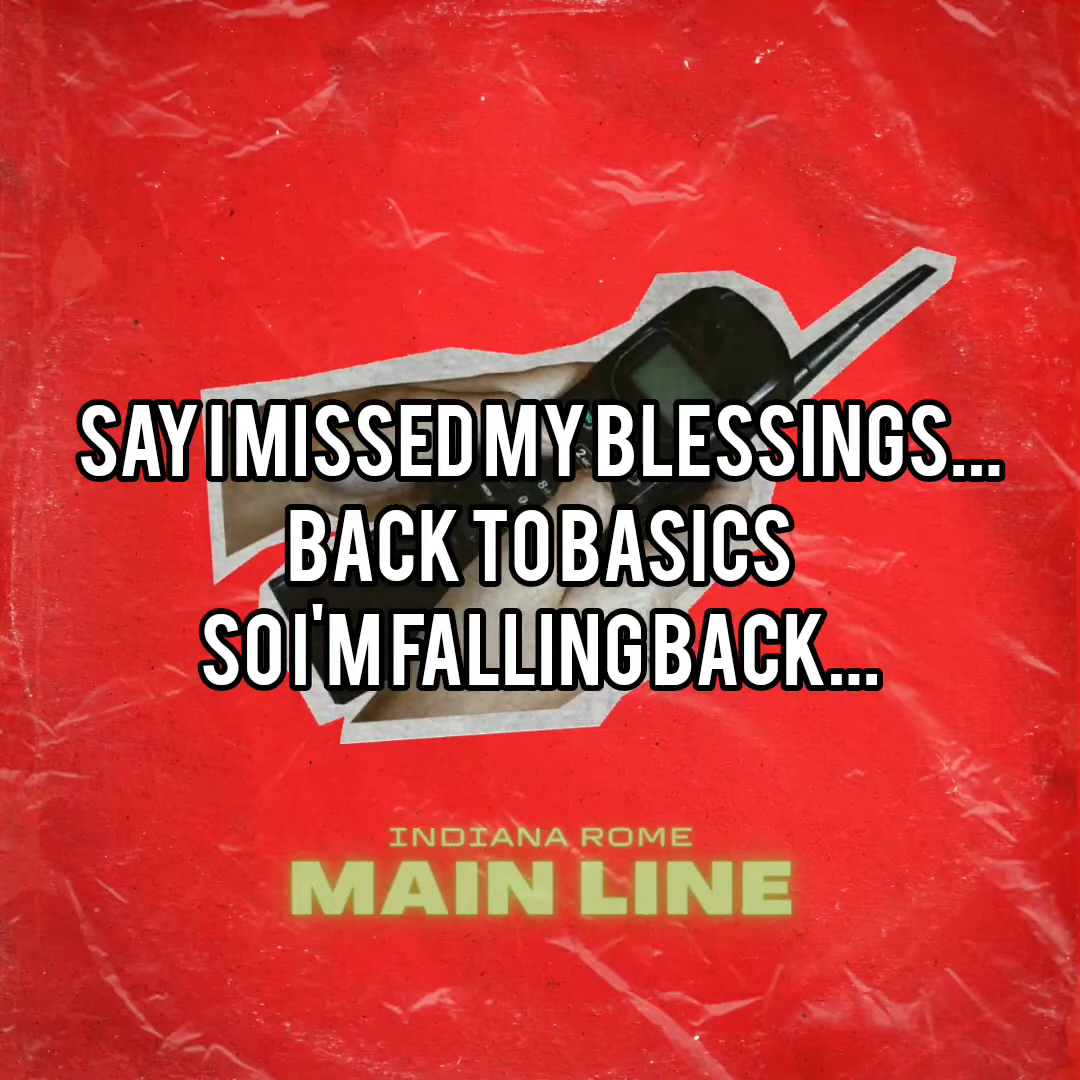 SAY I MISSED MY BLESSINGS...
BACK TO BASICS
SO I'M FALLING BACK...
INDIANA ROME
MAIN LINE